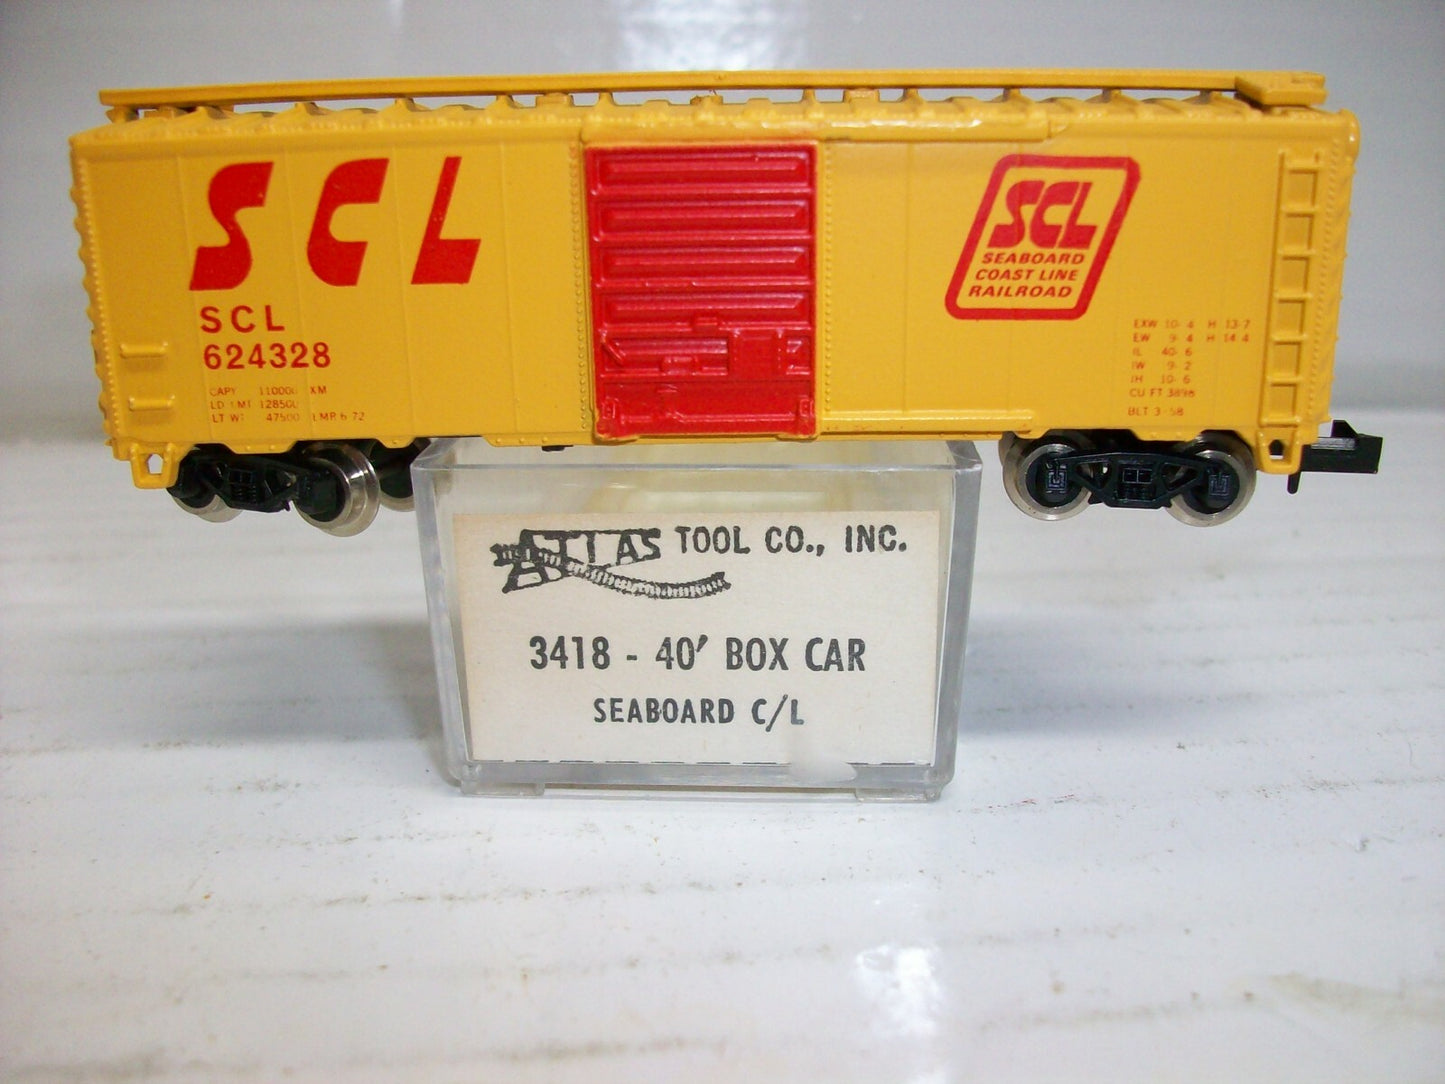 SCL
SCL
624328
CAPY 110000 XM
LD LMT 128500
LT WT 47500 LMR 6 72
SCL
SEABOARD
COAST LINE
RAILROAD
EXW 10-4 H 13-7
EW 9-4 H 14 4
IL 40-6
IW 9-2
IH 10-6
CU FT 3898
BLT 3-58
ATLAS TOOL CO., INC.
3418 - 40' BOX CAR
SEABOARD C/L